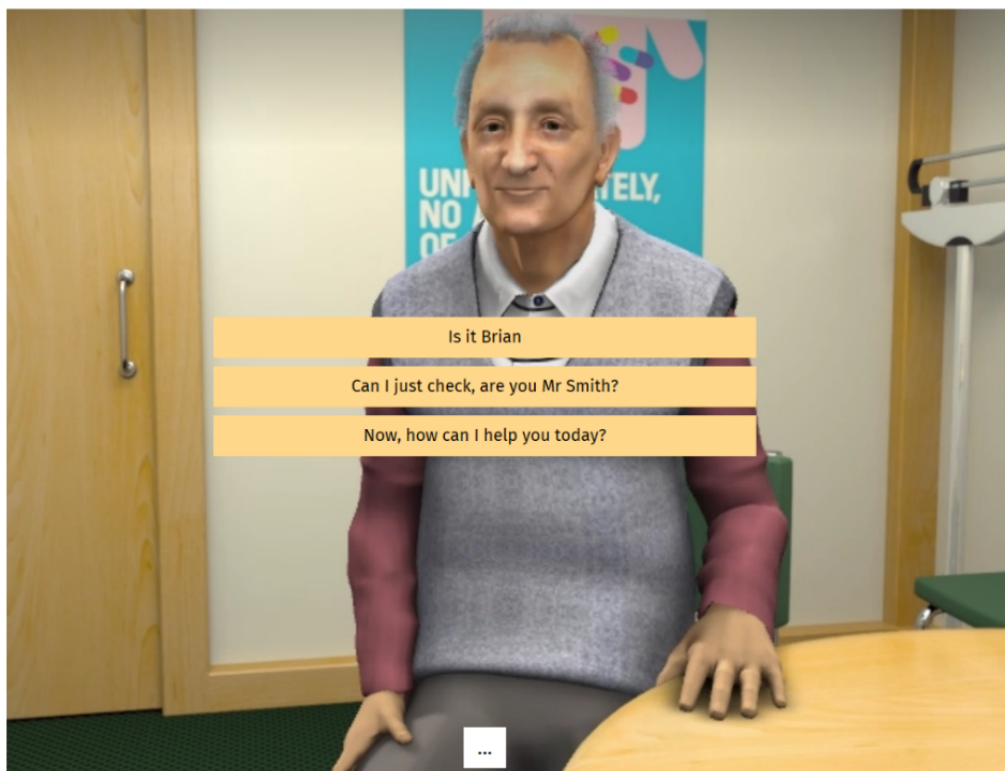 UN TELY,
NO
OF
Is it Brian
Can I just check, are you Mr Smith?
Now, how can I help you today?
...